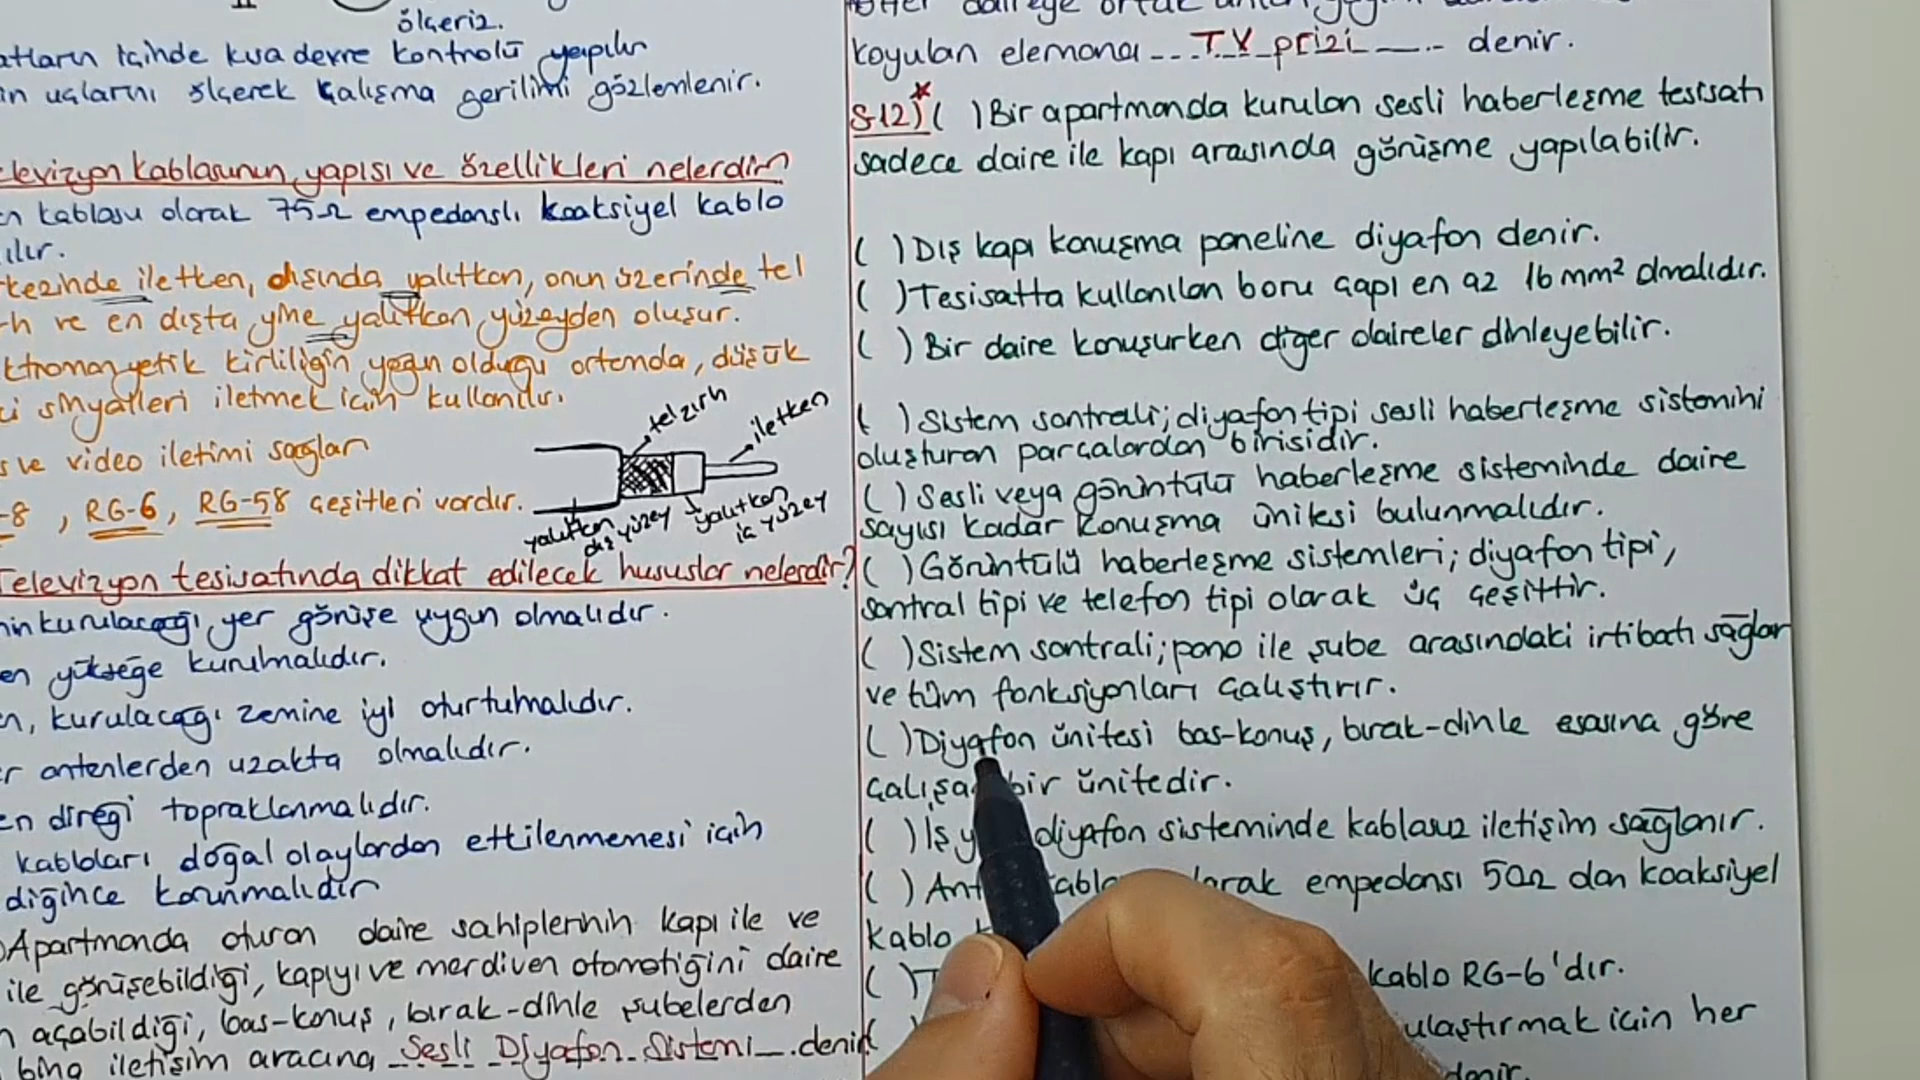 ölçeriz.
atların içinde kısa devre kontrolü yapılır
in uçlarını ölçerek çalışma gerilimi gözlemlenir.
levizyon kablosunun yapısı ve özellikleri nelerdir
n kablosu olarak 75Ω empedanslı koaksiyel kablo
ılır.
kezinde iletken, dışında yalıtkan, onun üzerinde tel
h ve en dışta yine yalıtkan yüzeyden oluşur.
ktromanyetik kirliliğin yoğun olduğu ortamda, düşük
i sinyalleri iletmek için kullanılır.
s ve video iletimi sağlar
-8, RG-6, RG-58 çeşitleri vardır.
telzırh
iletken
yalıtken dış yüzey
yalıtken iç yüzey
Televizyon tesisatında dikkat edilecek hususlar nelerdir?
nin kurulacağı yer görüşe uygun olmalıdır.
en yükseğe kurulmalıdır.
n, kurulacağı zemine iyi oturtulmalıdır.
r antenlerden uzakta olmalıdır.
en direği topraklanmalıdır.
kabloları doğal olaylardan etkilenmemesi için
diğince korunmalıdır
Apartmanda oturan daire sahiplerinin kapı ile ve
ile görüşebildiği, kapıyı ve merdiven otomatiğini daire
n açabildiği, bas-konuş, bırak-dinle şubelerden
bina iletişim aracına Sesli Diyafon Sistemi denir
koyulan elemana ---T.V prizi--- denir.
S-12)* ( ) Bir apartmanda kurulan sesli haberleşme tesisatı
sadece daire ile kapı arasında görüşme yapılabilir.
( ) Dış kapı konuşma paneline diyafon denir.
( ) Tesisatta kullanılan boru çapı en az 16 mm² olmalıdır.
( ) Bir daire konuşurken diğer daireler dinleyebilir.
( ) Sistem santrali; diyafon tipi sesli haberleşme sistemini
oluşturan parçalardan birisidir.
( ) Sesli veya görüntülü haberleşme sisteminde daire
sayısı kadar konuşma ünitesi bulunmalıdır.
( ) Görüntülü haberleşme sistemleri; diyafon tipi,
santral tipi ve telefon tipi olarak üç çeşittir.
( ) Sistem santrali; pano ile şube arasındaki irtibatı sağlar
ve tüm fonksiyonları çalıştırır.
( ) Diyafon ünitesi bas-konuş, bırak-dinle esasına göre
çalışan bir ünitedir.
( ) İş diyafon sisteminde kablosuz iletişim sağlanır.
( ) empedansı 50Ω dan koaksiyel
kablo
( ) kablo RG-6'dır.
ulaştırmak için her
denir.